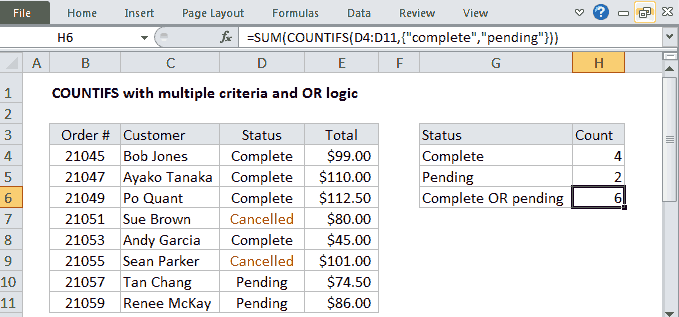 File Home Insert Page Layout Formulas Data Review View
H6 fx =SUM(COUNTIFS(D4:D11,{"complete","pending"}))
A B C D E F G H
1 COUNTIFS with multiple criteria and OR logic
2
3 Order # Customer Status Total Status Count
4 21045 Bob Jones Complete $99.00 Complete 4
5 21047 Ayako Tanaka Complete $110.00 Pending 2
6 21049 Po Quant Complete $112.50 Complete OR pending 6
7 21051 Sue Brown Cancelled $80.00
8 21053 Andy Garcia Complete $45.00
9 21055 Sean Parker Cancelled $101.00
10 21057 Tan Chang Pending $74.50
11 21059 Renee McKay Pending $86.00